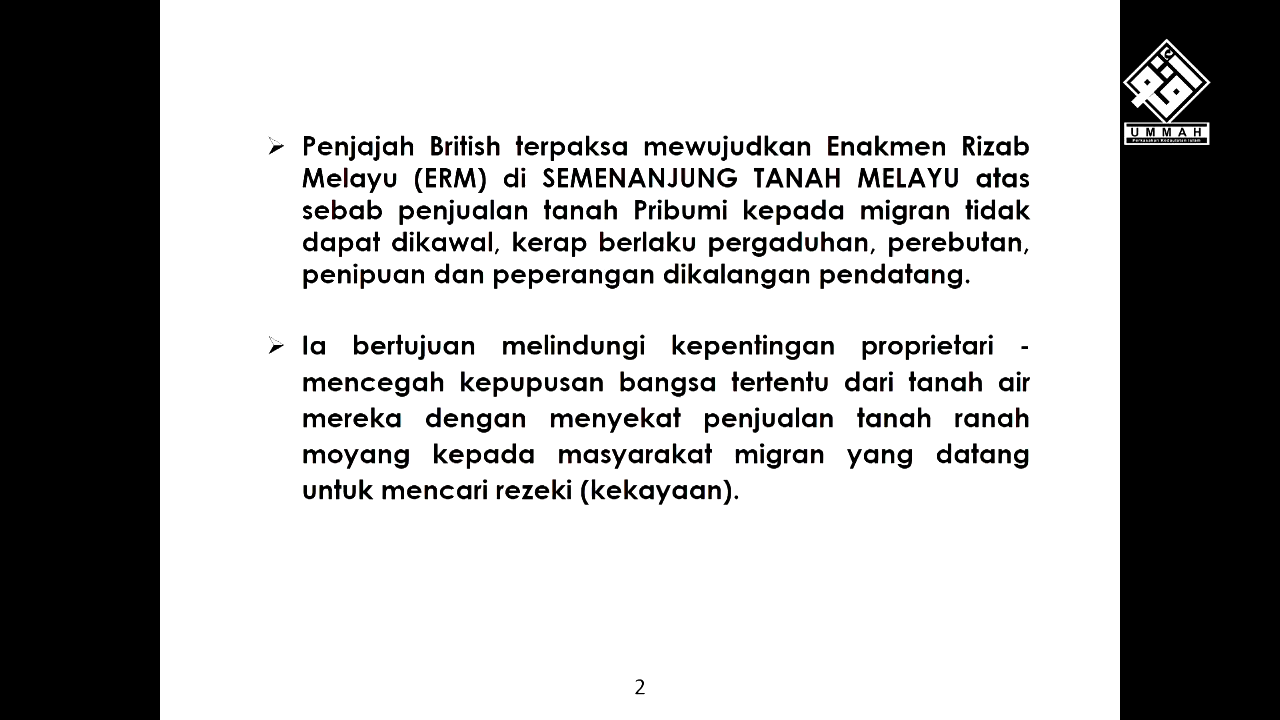 ➢ Penjajah British terpaksa mewujudkan Enakmen Rizab
Melayu (ERM) di SEMENANJUNG TANAH MELAYU atas
sebab penjualan tanah Pribumi kepada migran tidak
dapat dikawal, kerap berlaku pergaduhan, perebutan,
penipuan dan peperangan dikalangan pendatang.
➢ Ia bertujuan melindungi kepentingan proprietari -
mencegah kepupusan bangsa tertentu dari tanah air
mereka dengan menyekat penjualan tanah ranah
moyang kepada masyarakat migran yang datang
untuk mencari rezeki (kekayaan).
2
UMMAH
Perkasakan Kedaulatan Islam